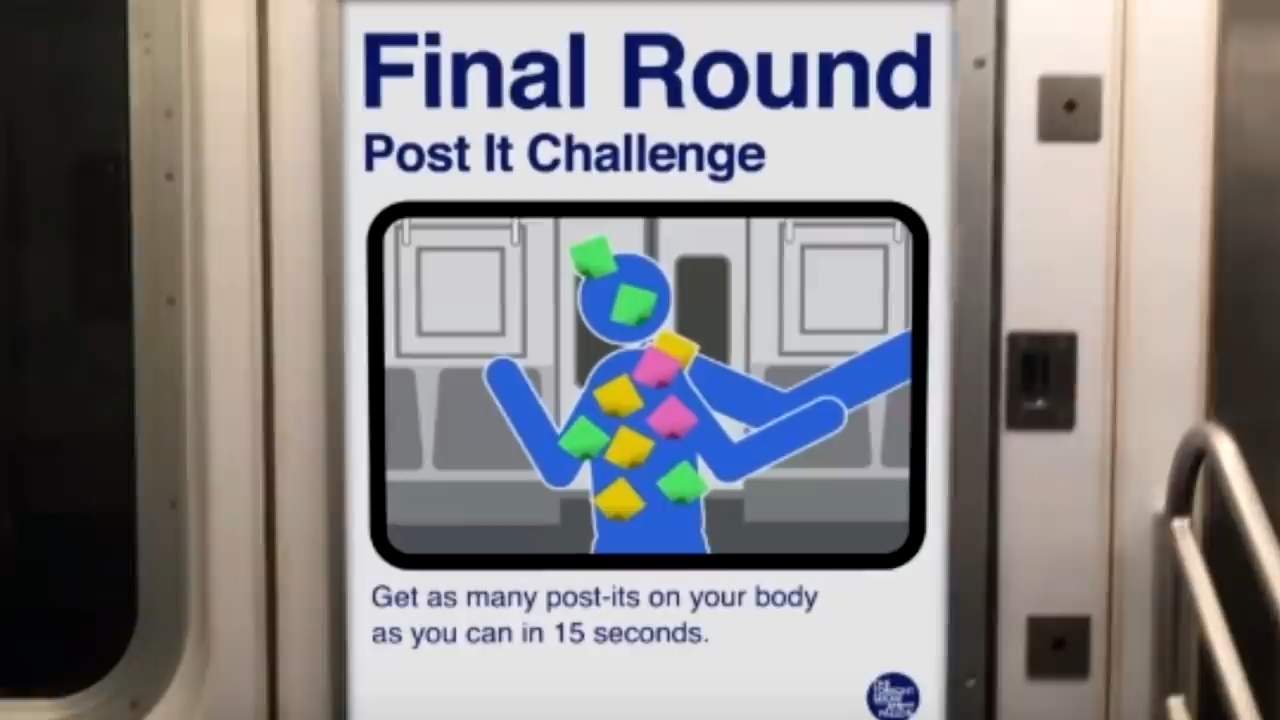 Final Round
Post It Challenge
Get as many post-its on your body
as you can in 15 seconds.